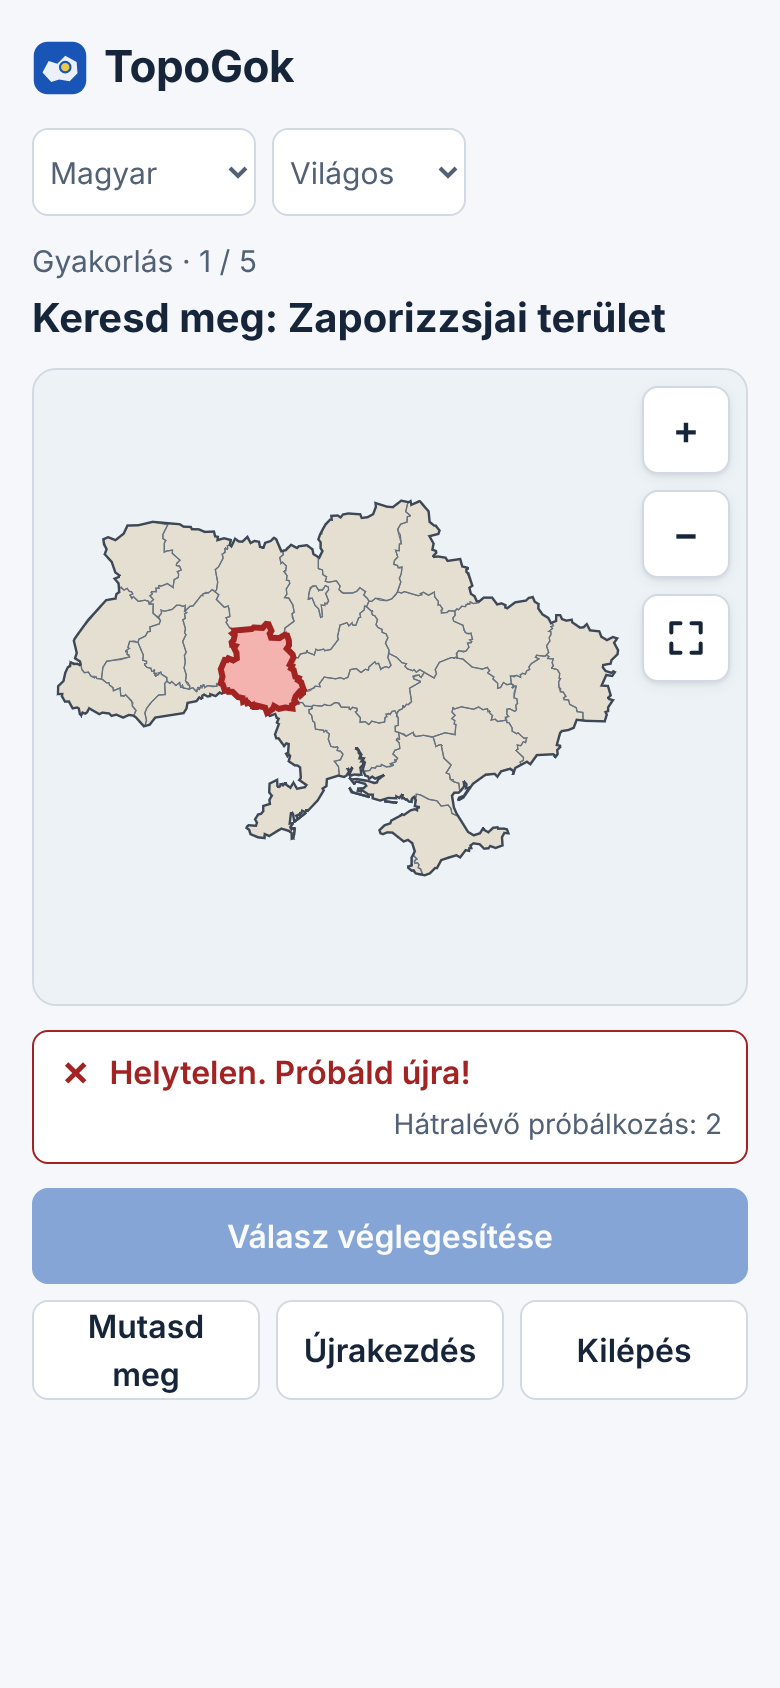 TopoGok
Magyar
Világos
Gyakorlás · 1 / 5
Keresd meg: Zaporizzsjai terület
+
−
✕ Helytelen. Próbáld újra!
Hátralévő próbálkozás: 2
Válasz véglegesítése
Mutasd
meg
Újrakezdés
Kilépés